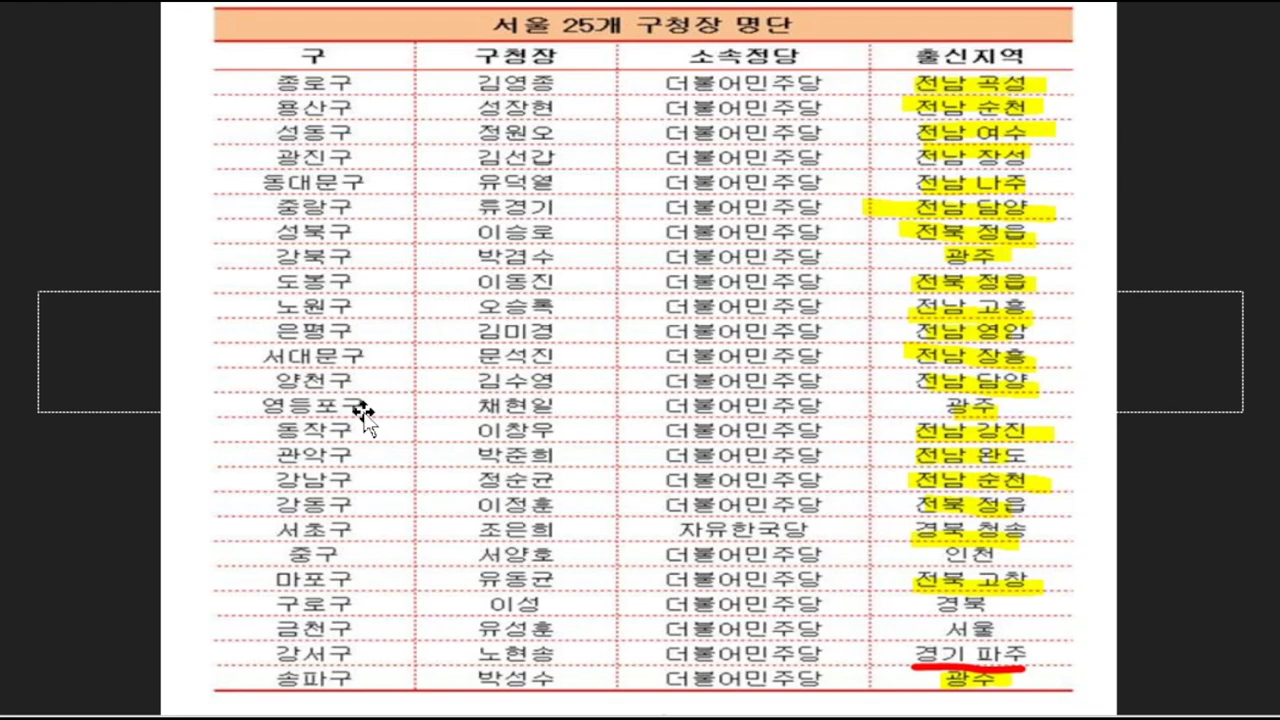 서울 25개 구청장 명단
구 구청장 소속정당 출신지역
종로구 김영종 더불어민주당 전남 곡성
용산구 성장현 더불어민주당 전남 순천
성동구 정원오 더불어민주당 전남 여수
광진구 김선갑 더불어민주당 전남 장성
동대문구 유덕열 더불어민주당 전남 나주
중랑구 류경기 더불어민주당 전남 담양
성북구 이승로 더불어민주당 전북 정읍
강북구 박겸수 더불어민주당 광주
도봉구 이동진 더불어민주당 전북 정읍
노원구 오승록 더불어민주당 전남 고흥
은평구 김미경 더불어민주당 전남 영암
서대문구 문석진 더불어민주당 전남 장흥
양천구 김수영 더불어민주당 전남 담양
영등포구 채현일 더불어민주당 광주
동작구 이창우 더불어민주당 전남 강진
관악구 박준희 더불어민주당 전남 완도
강남구 정순균 더불어민주당 전남 순천
강동구 이정훈 더불어민주당 전북 정읍
서초구 조은희 자유한국당 경북 청송
중구 서양호 더불어민주당 인천
마포구 유동균 더불어민주당 전북 고창
구로구 이성 더불어민주당 경북
금천구 유성훈 더불어민주당 서울
강서구 노현송 더불어민주당 경기 파주
송파구 박성수 더불어민주당 광주